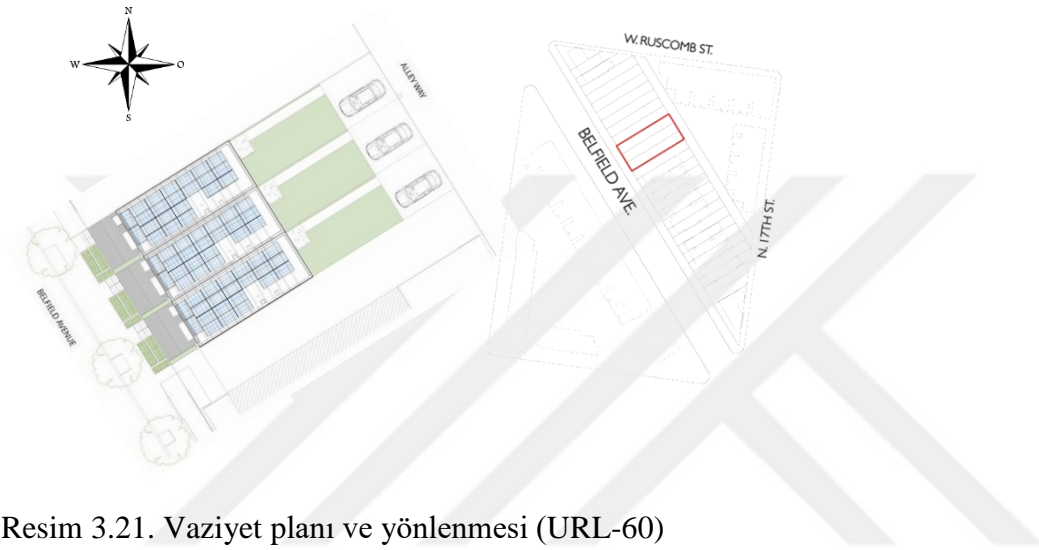 N
W
O
S
ALLEY WAY
BELFIELD AVENUE
W. RUSCOMB ST.
BELFIELD AVE.
N. 17TH ST.
Resim 3.21. Vaziyet planı ve yönlenmesi (URL-60)